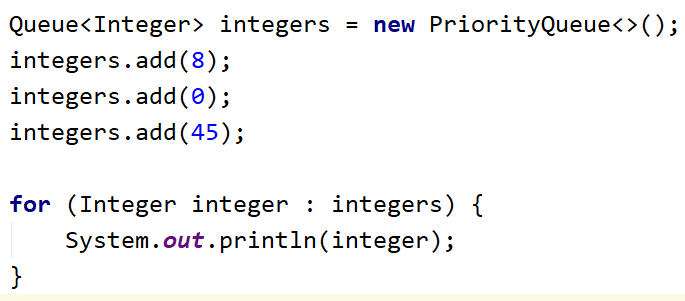 Queue<Integer> integers = new PriorityQueue<>();
integers.add(8);
integers.add(0);
integers.add(45);
for (Integer integer : integers) {
    System.out.println(integer);
}